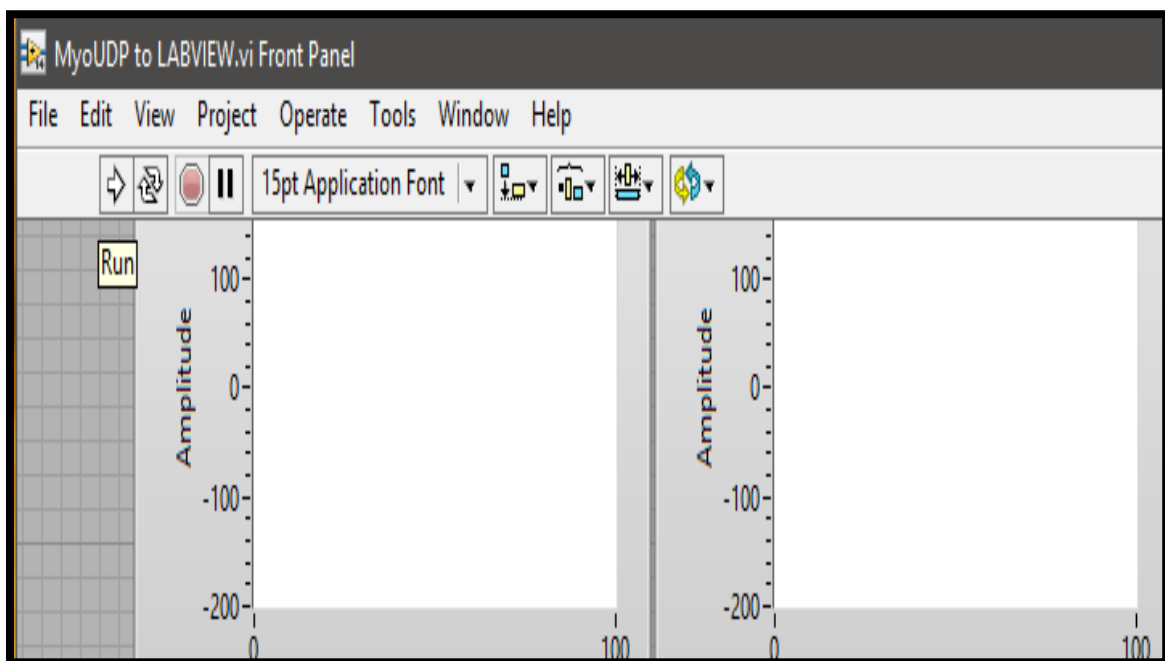 MyoUDP to LABVIEW.vi Front Panel
File Edit View Project Operate Tools Window Help
15pt Application Font
Run
100
0
-100
-200
Amplitude
0
100
100
0
-100
-200
Amplitude
0
100